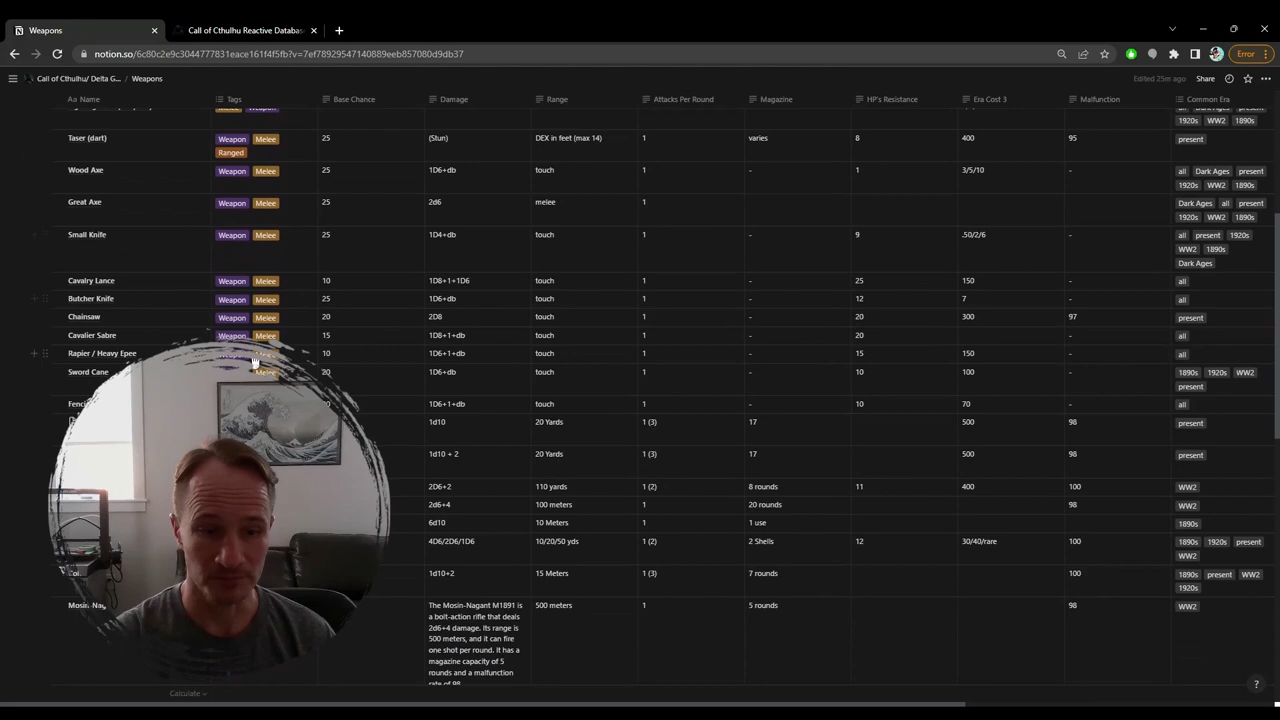 Weapons
Call of Cthulhu Reactive Databas
notion.so/6c80c2e9c3044777831eace161f4f5fb?v=7ef78929547140889eeb857080d9db37
Error
Call of Cthulhu/ Delta G... / Weapons
Edited 25m ago
Share
Aa Name Tags Base Chance Damage Range Attacks Per Round Magazine HP's Resistance Era Cost 3 Malfunction Common Era
1920s WW2 1890s
Taser (dart) Weapon Melee 25 (Stun) DEX in feet (max 14) 1 varies 8 400 95 present
Ranged
Wood Axe Weapon Melee 25 1D6+db touch 1 - 1 3/5/10 - all Dark Ages present
1920s WW2 1890s
Great Axe Weapon Melee 25 2d6 melee 1 Dark Ages all present
1920s WW2 1890s
Small Knife Weapon Melee 25 1D4+db touch 1 - 9 .50/2/6 - all present 1920s
WW2 1890s
Dark Ages
Cavalry Lance Weapon Melee 10 1D8+1+1D6 touch 1 - 25 150 - all
Butcher Knife Weapon Melee 25 1D6+db touch 1 - 12 7 - all
Chainsaw Weapon Melee 20 2D8 touch 1 - 20 300 97 present
Cavalier Sabre Weapon Melee 15 1D8+1+db touch 1 - 20 - all
Rapier / Heavy Epee Weapon Melee 10 1D6+1+db touch 1 - 15 150 - all
Sword Cane Melee 20 1D6+db touch 1 - 10 100 - 1890s 1920s WW2
present
1D6+1+db touch 1 - 10 70 - all
1d10 20 Yards 1 (3) 17 500 98 present
1d10 + 2 20 Yards 1 (3) 17 500 98 present
2D6+2 110 yards 1 (2) 8 rounds 11 400 100 WW2
2d6+4 100 meters 1 20 rounds 98 WW2
6d10 10 Meters 1 1 use 1890s
4D6/2D6/1D6 10/20/50 yds 1 (2) 2 Shells 12 30/40/rare 100 1890s 1920s present
WW2
1d10+2 15 Meters 1 (3) 7 rounds 100 1890s present WW2
1920s
Mosin-Nag The Mosin-Nagant M1891 is 500 meters 1 5 rounds 98 WW2
a bolt-action rifle that deals
2d6+4 damage. Its range is
500 meters, and it can fire
one shot per round. It has a
magazine capacity of 5
rounds and a malfunction
rate of 98
Calculate
?